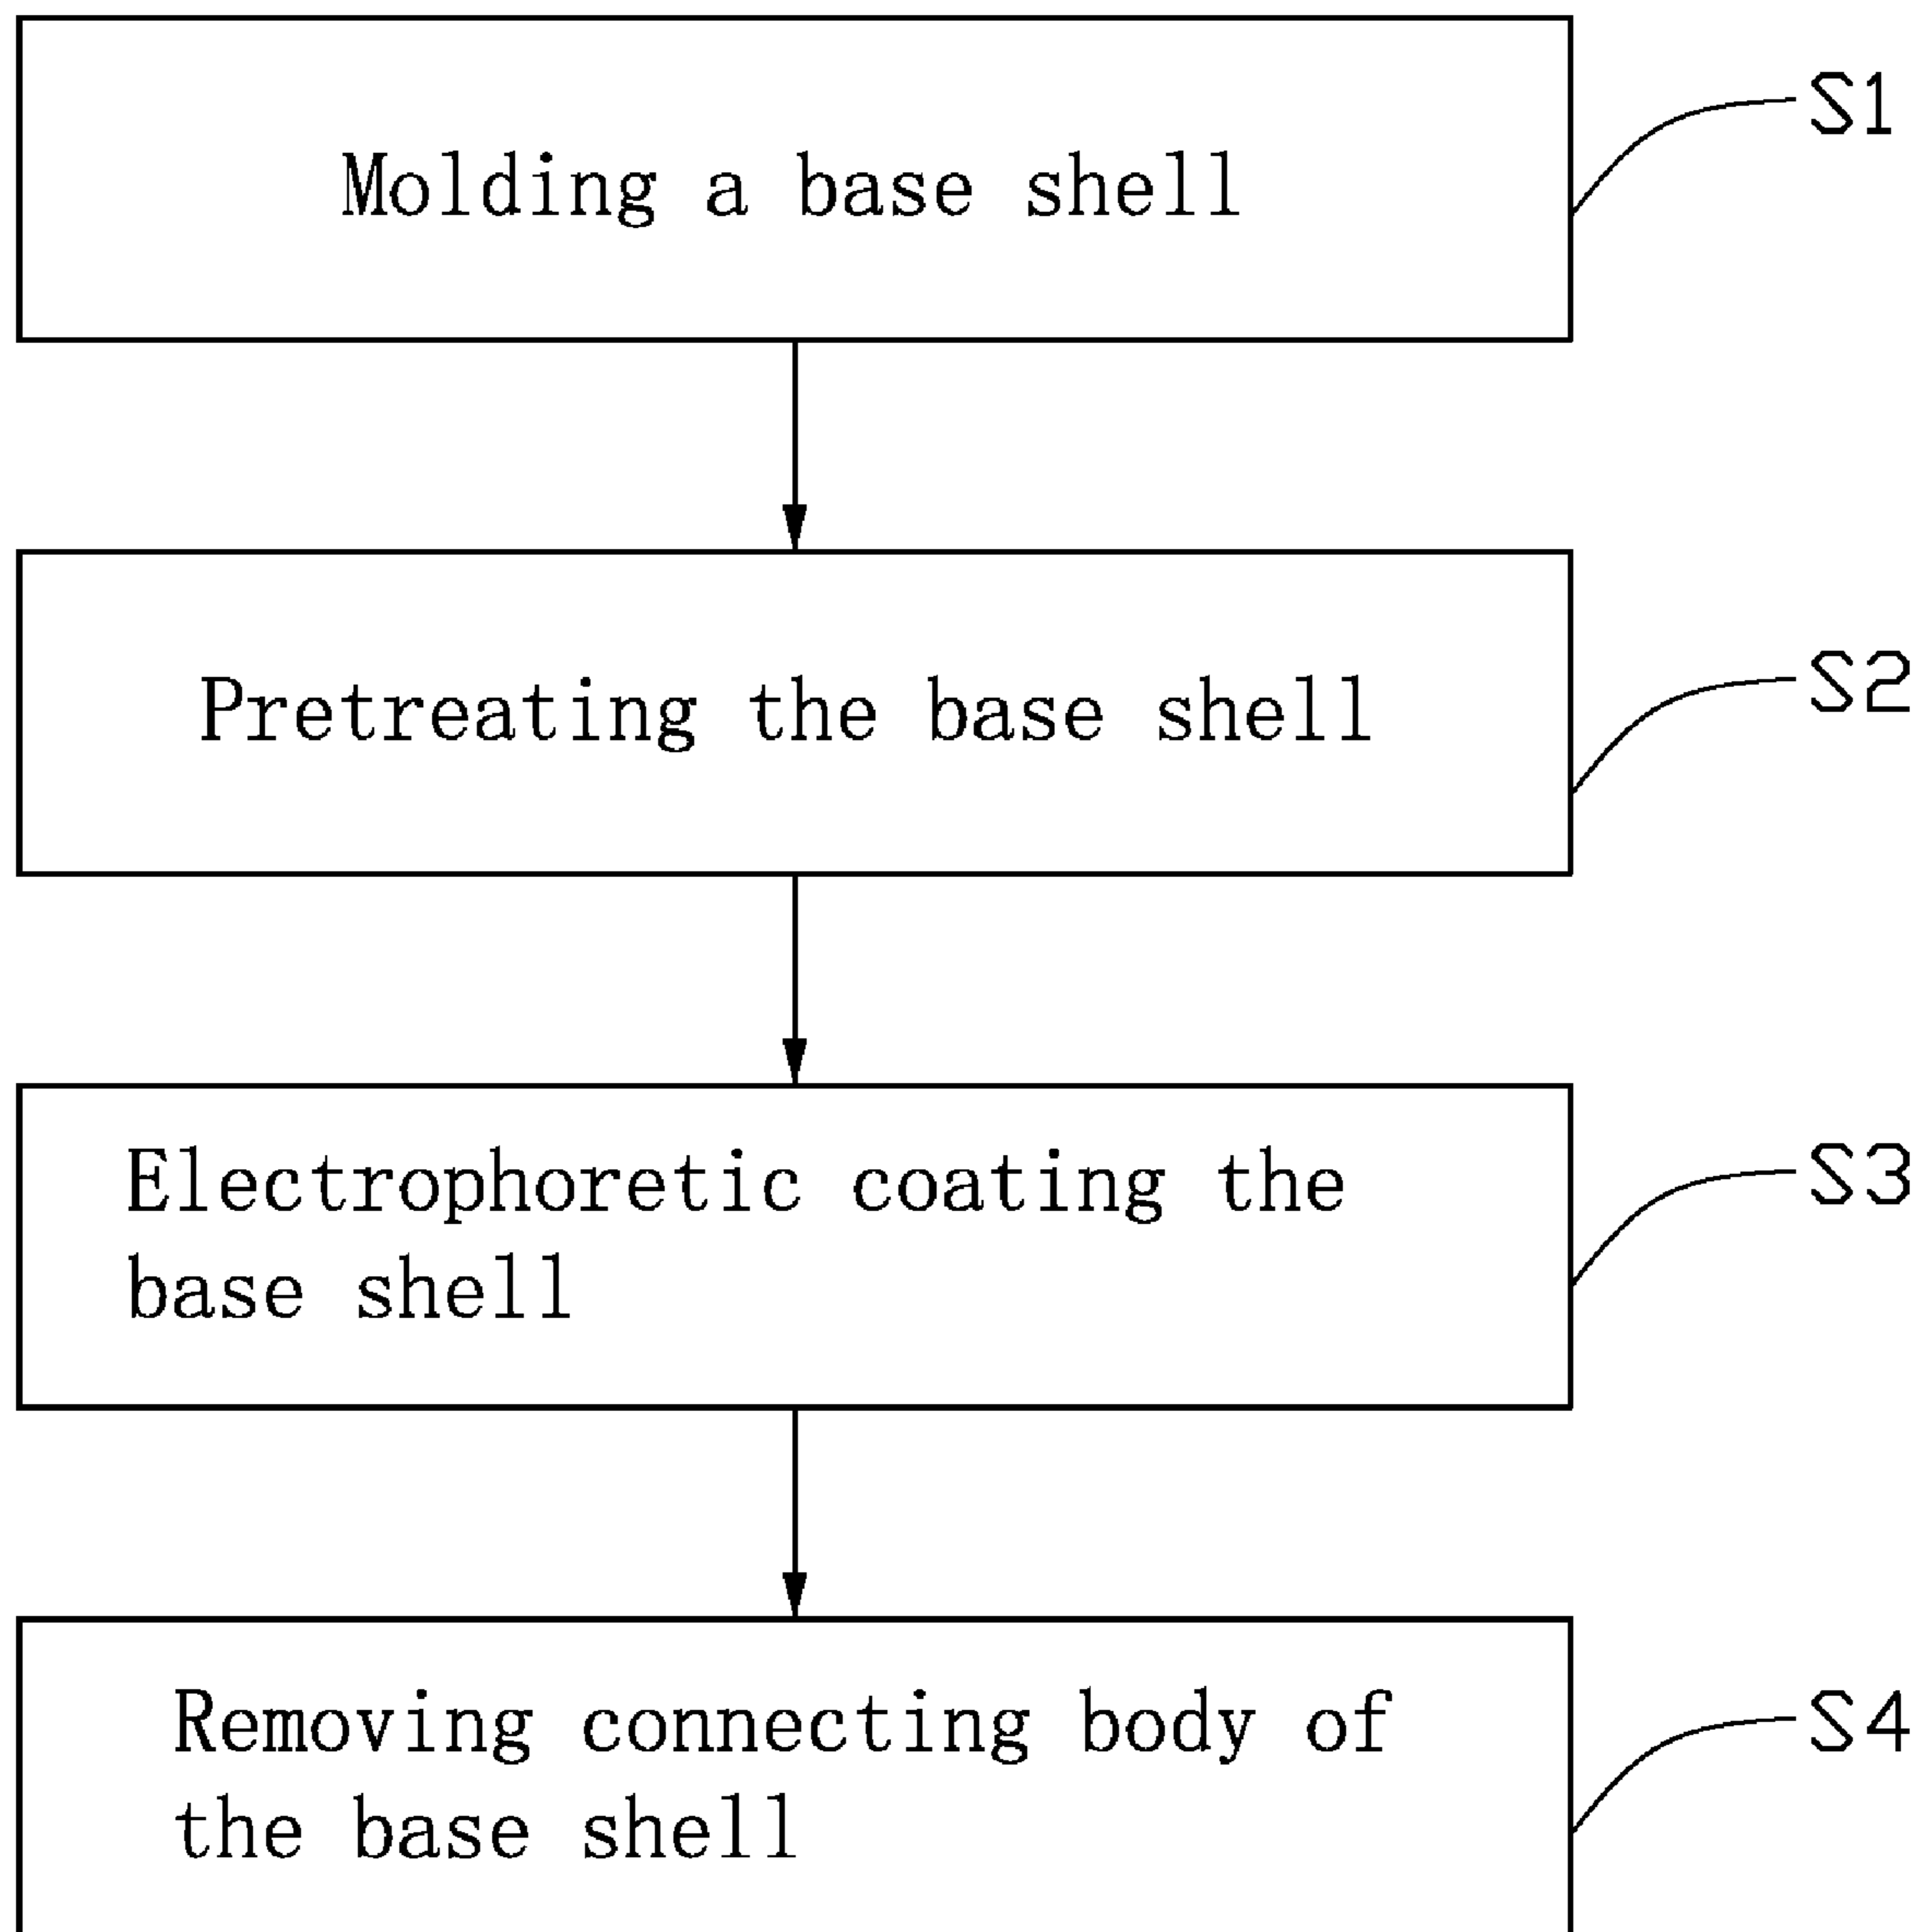 Molding a base shell
S1
Pretreating the base shell
S2
Electrophoretic coating the
base shell
S3
Removing connecting body of
the base shell
S4